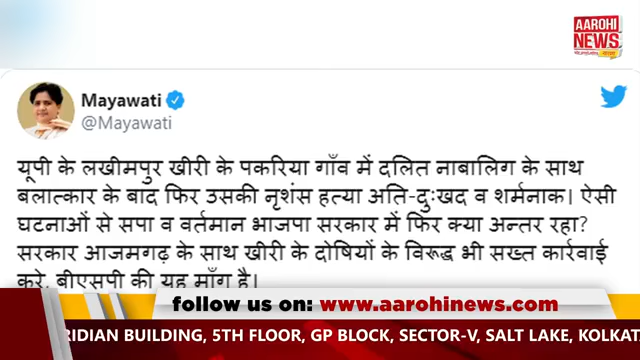 AAROHI
NEWS
বাংলা
Mayawati
@Mayawati
यूपी के लखीमपुर खीरी के पकरिया गाँव में दलित नाबालिग के साथ
बलात्कार के बाद फिर उसकी नृशंस हत्या अति-दुःखद व शर्मनाक। ऐसी
घटनाओं से सपा व वर्तमान भाजपा सरकार में फिर क्या अन्तर रहा?
सरकार आजमगढ़ के साथ खीरी के दोषियों के विरूद्ध भी सख्त कार्रवाई
करे, बीएसपी की यह माँग है।
follow us on: www.aarohinews.com
RIDIAN BUILDING, 5TH FLOOR, GP BLOCK, SECTOR-V, SALT LAKE, KOLKAT